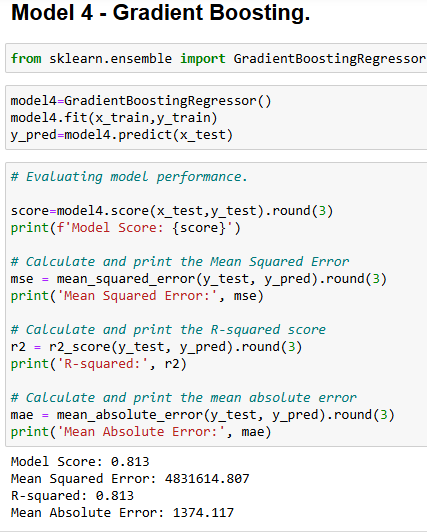 Model 4 - Gradient Boosting.
from sklearn.ensemble import GradientBoostingRegressor
model4=GradientBoostingRegressor()
model4.fit(x_train,y_train)
y_pred=model4.predict(x_test)
# Evaluating model performance.
score=model4.score(x_test,y_test).round(3)
print(f'Model Score: {score}')
# Calculate and print the Mean Squared Error
mse = mean_squared_error(y_test, y_pred).round(3)
print('Mean Squared Error:', mse)
# Calculate and print the R-squared score
r2 = r2_score(y_test, y_pred).round(3)
print('R-squared:', r2)
# Calculate and print the mean absolute error
mae = mean_absolute_error(y_test, y_pred).round(3)
print('Mean Absolute Error:', mae)
Model Score: 0.813
Mean Squared Error: 4831614.807
R-squared: 0.813
Mean Absolute Error: 1374.117